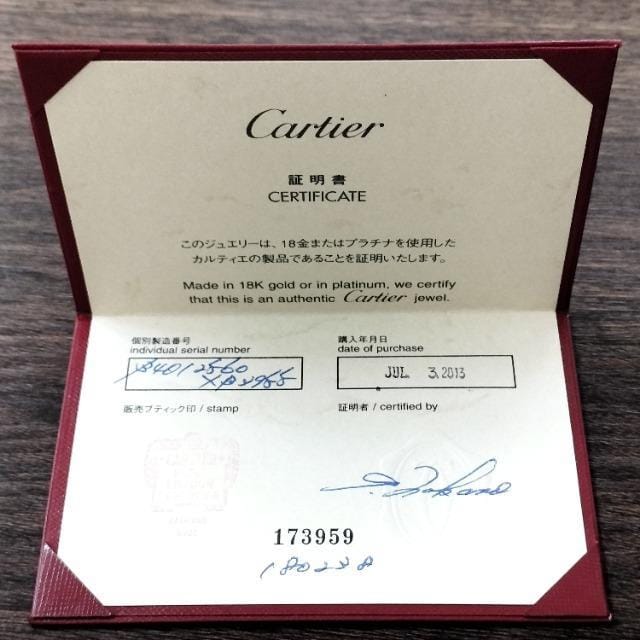 Cartier
証明書
CERTIFICATE
このジュエリーは、18金またはプラチナを使用した
カルティエの製品であることを証明いたします。
Made in 18K gold or in platinum, we certify
that this is an authentic Cartier jewel.
個別製造番号
individual serial number
購入年月日
date of purchase
JUL 3.2013
販売ブティック印 / stamp
証明者 / certified by
173959
180238